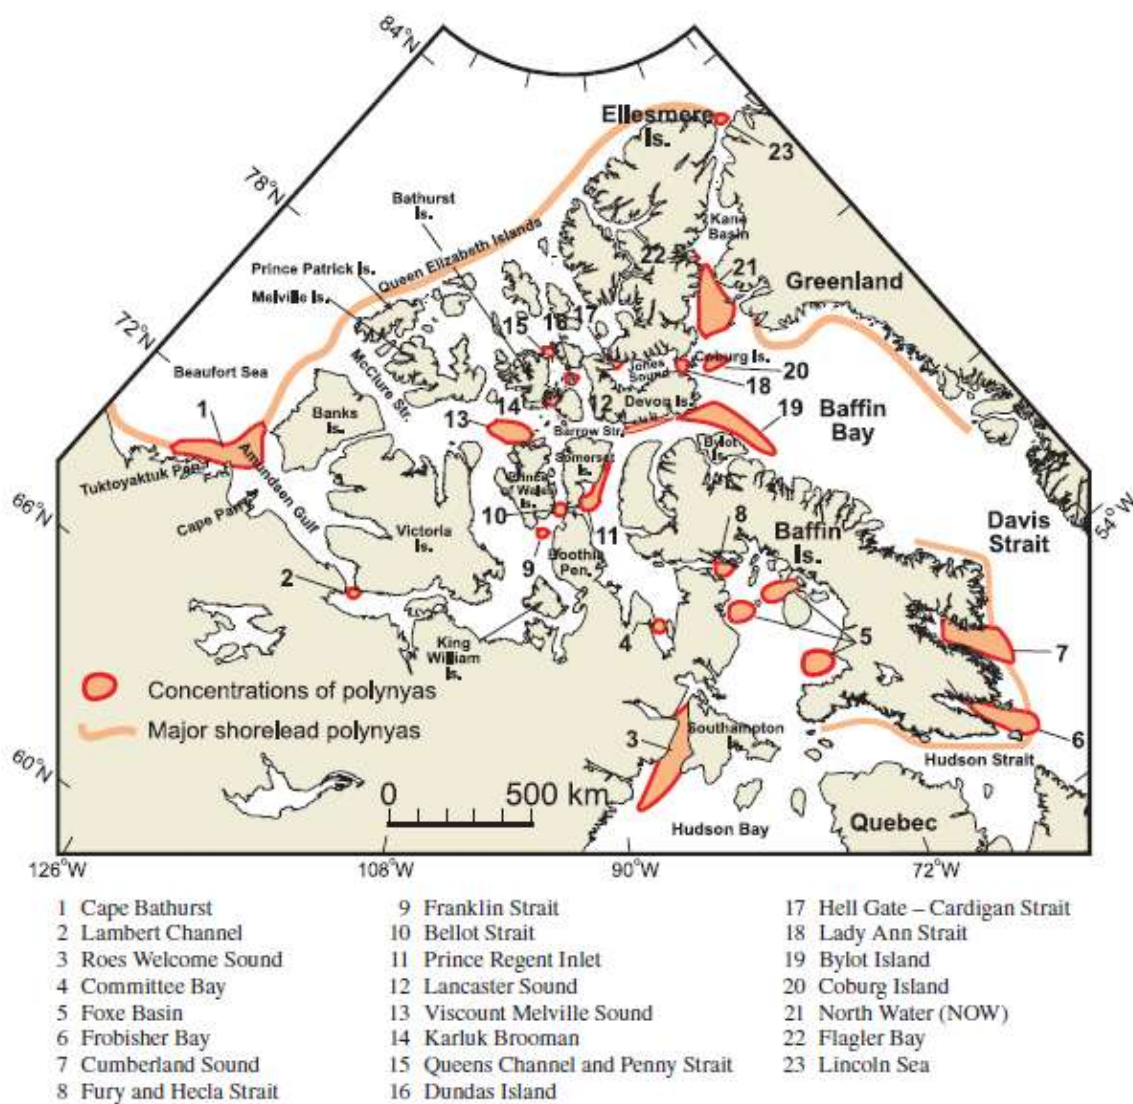 84°N
Ellesmere
Is.
23
78°N
Bathurst
Is.
Kane
Basin
22
Queen Elizabeth Islands
Prince Patrick Is.
21
Greenland
Melville Is.
17
16
15
72°N
Coburg Is.
Jones
Sound
20
Beaufort Sea
McClure Str.
18
1
14
12
Devon Is.
19
Baffin
Bay
Banks
Is.
13
Barrow Str.
Bylot
Is.
Somerset
Is.
Tuktoyaktuk Pen.
Amundsen Gulf
Prince
of Wales
Is.
66°N
Cape Parry
10
Victoria
Is.
11
8
Baffin
Is.
Davis
Strait
54°W
9
Boothia
Pen.
2
4
5
King
William
Is.
7
Concentrations of polynyas
Major shorelead polynyas
3
Southampton
Is.
6
60°N
Hudson Strait
0 500 km
Hudson Bay
Quebec
126°W 108°W 90°W 72°W
1 Cape Bathurst
2 Lambert Channel
3 Roes Welcome Sound
4 Committee Bay
5 Foxe Basin
6 Frobisher Bay
7 Cumberland Sound
8 Fury and Hecla Strait
9 Franklin Strait
10 Bellot Strait
11 Prince Regent Inlet
12 Lancaster Sound
13 Viscount Melville Sound
14 Karluk Brooman
15 Queens Channel and Penny Strait
16 Dundas Island
17 Hell Gate – Cardigan Strait
18 Lady Ann Strait
19 Bylot Island
20 Coburg Island
21 North Water (NOW)
22 Flagler Bay
23 Lincoln Sea